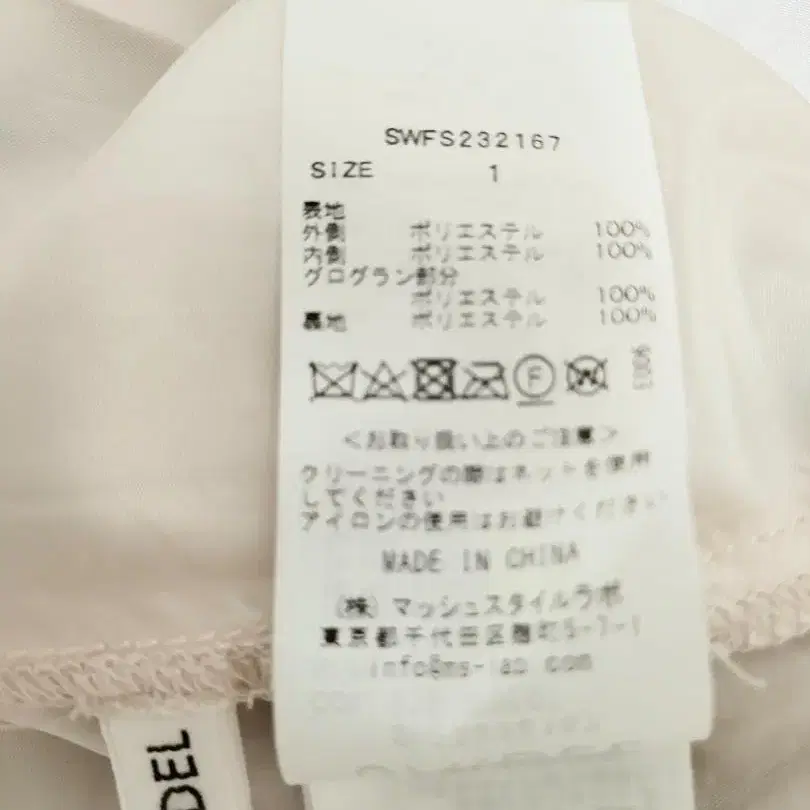 SWFS232167
SIZE 1
表地
外側 ポリエステル 100%
内側 ポリエステル 100%
グログラン部分
ポリエステル 100%
裏地 ポリエステル 100%
F W
<お取り扱い上のご注意>
クリーニングの際はネットを使用
してください
アイロンの使用はお避けください
MADE IN CHINA
(株)マッシュスタイルラボ
東京都千代田区麹町5-7-1
DEL